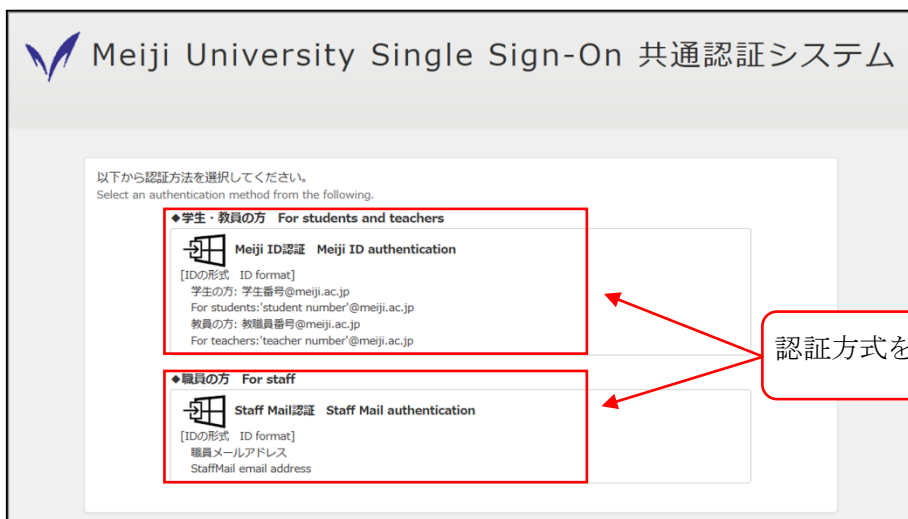 Meiji University Single Sign-On 共通認証システム
以下から認証方法を選択してください。
Select an authentication method from the following.
◆学生・教員の方 For students and teachers
Meiji ID認証 Meiji ID authentication
[IDの形式 ID format]
学生の方: 学生番号@meiji.ac.jp
For students:'student number'@meiji.ac.jp
教員の方: 教職員番号@meiji.ac.jp
For teachers:'teacher number'@meiji.ac.jp
認証方式を
◆職員の方 For staff
Staff Mail認証 Staff Mail authentication
[IDの形式 ID format]
職員メールアドレス
StaffMail email address